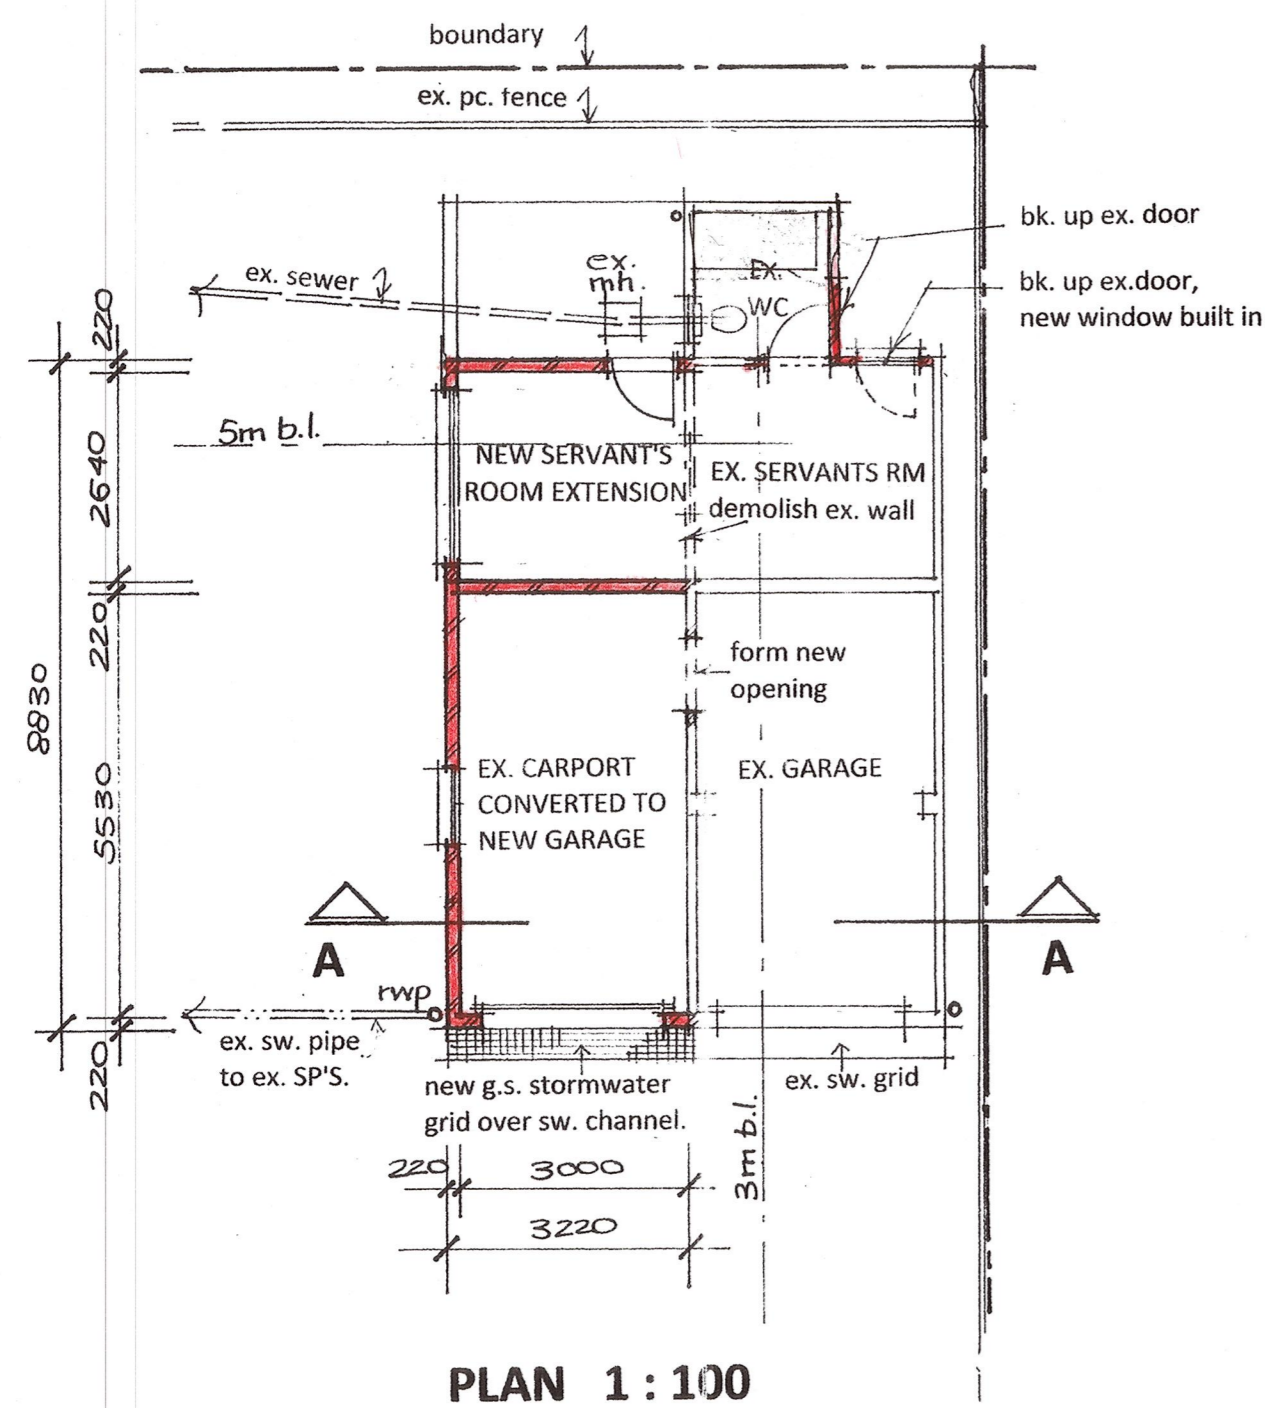 boundary
ex. pc. fence
bk. up ex. door
ex. sewer
ex.
mh.
EX.
WC
bk. up ex.door,
new window built in
220
5m b.l.
NEW SERVANT'S
ROOM EXTENSION
EX. SERVANTS RM
demolish ex. wall
2640
220
form new
opening
8830
5530
EX. CARPORT
CONVERTED TO
NEW GARAGE
EX. GARAGE
A
A
rwp
ex. sw. pipe
to ex. SP'S.
220
new g.s. stormwater
grid over sw. channel.
ex. sw. grid
3m b.l.
220
3000
3220
PLAN 1 : 100